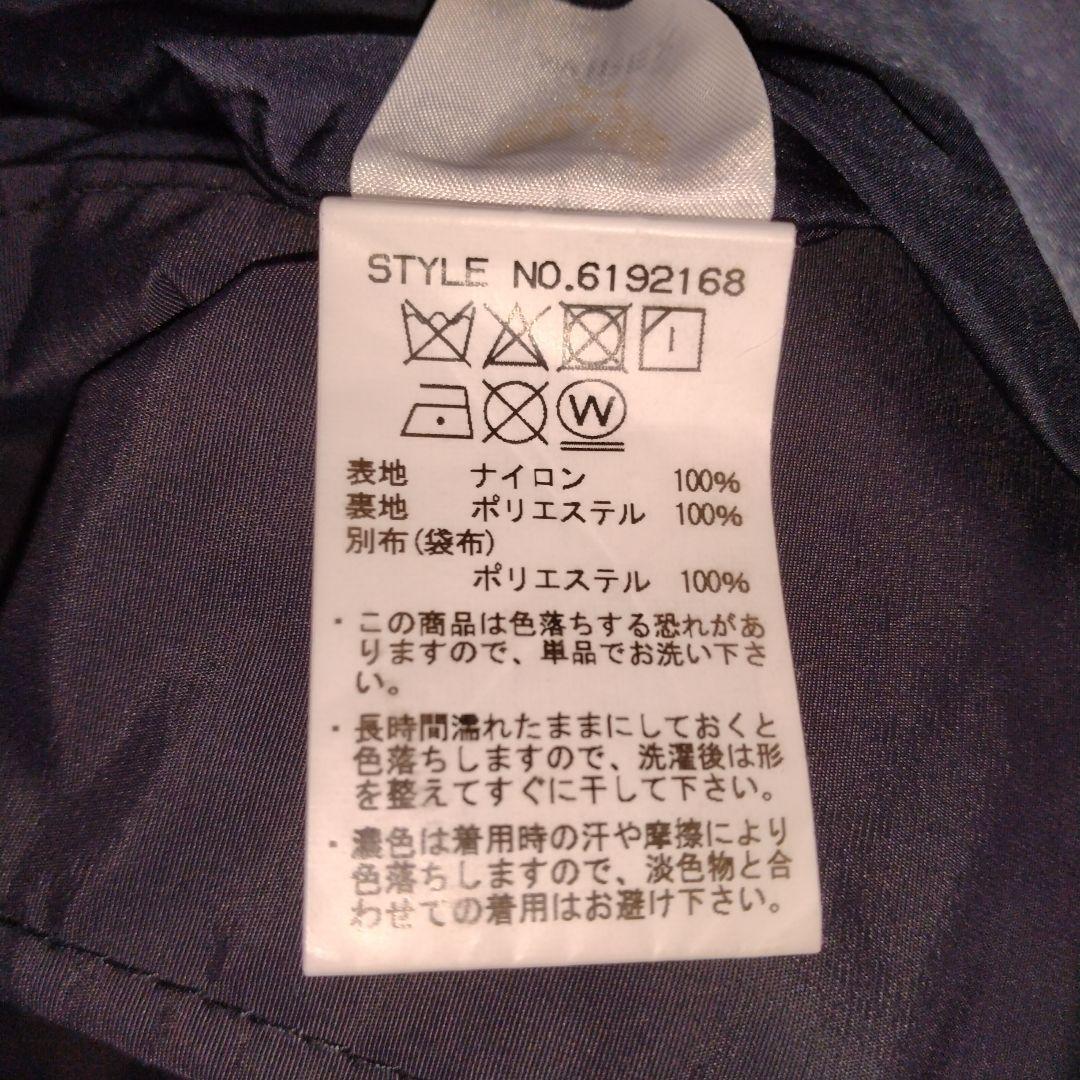 STYLE NO.6192168
W
表地 ナイロン 100%
裏地 ポリエステル 100%
別布(袋布)
ポリエステル 100%
・この商品は色落ちする恐れがあ
りますので、単品でお洗い下さ
い。
・長時間濡れたままにしておくと
色落ちしますので、洗濯後は形
を整えてすぐに干して下さい。
・濃色は着用時の汗や摩擦により
色落ちしますので、淡色物と合
わせての着用はお避け下さい。